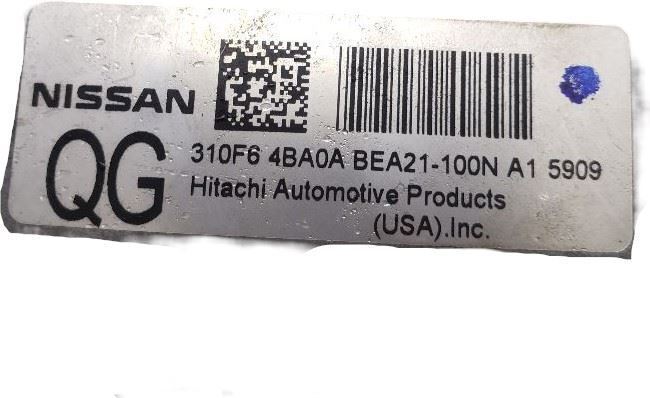 NISSAN
QG
310F6 4BA0A BEA21-100N A1 5909
Hitachi Automotive Products
(USA).Inc.